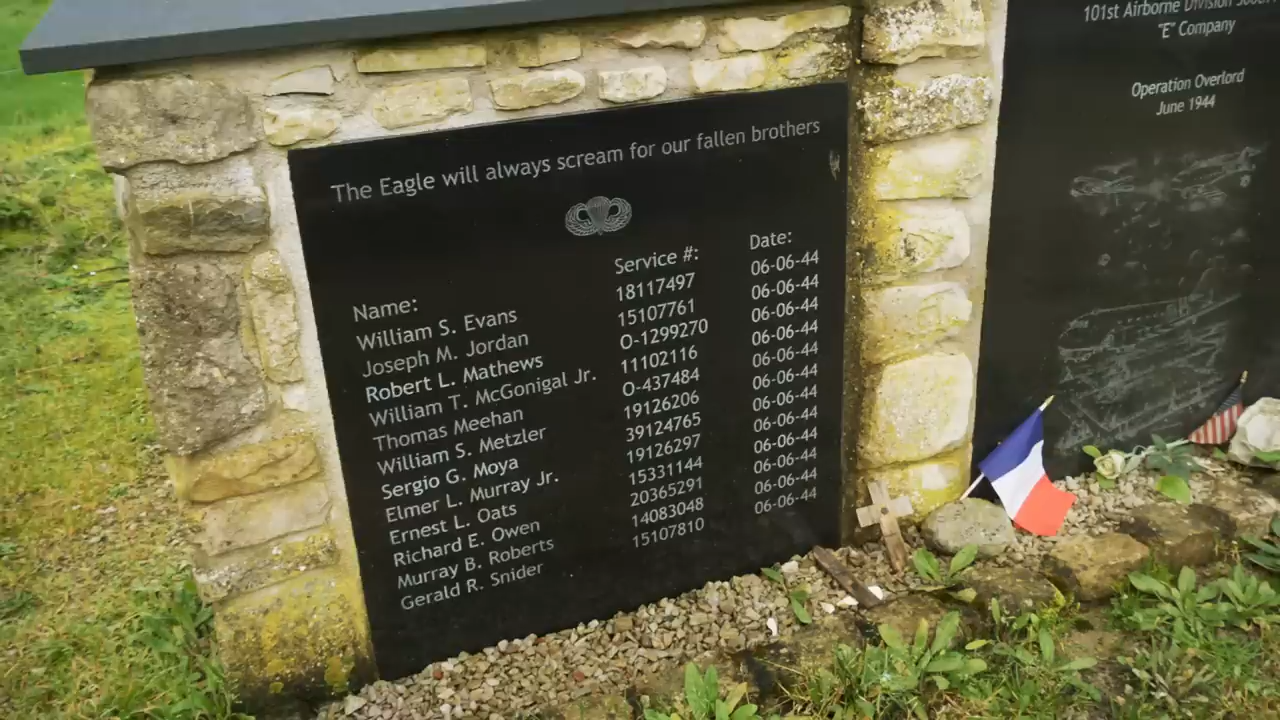 The Eagle will always scream for our fallen brothers
Name: Service #: Date:
William S. Evans 18117497 06-06-44
Joseph M. Jordan 15107761 06-06-44
Robert L. Mathews O-1299270 06-06-44
William T. McGonigal Jr. 11102116 06-06-44
Thomas Meehan O-437484 06-06-44
William S. Metzler 19126206 06-06-44
Sergio G. Moya 39124765 06-06-44
Elmer L. Murray Jr. 19126297 06-06-44
Ernest L. Oats 15331144 06-06-44
Richard E. Owen 20365291 06-06-44
Murray B. Roberts 14083048 06-06-44
Gerald R. Snider 15107810 06-06-44
101st Airborne Division
"E" Company
Operation Overlord
June 1944